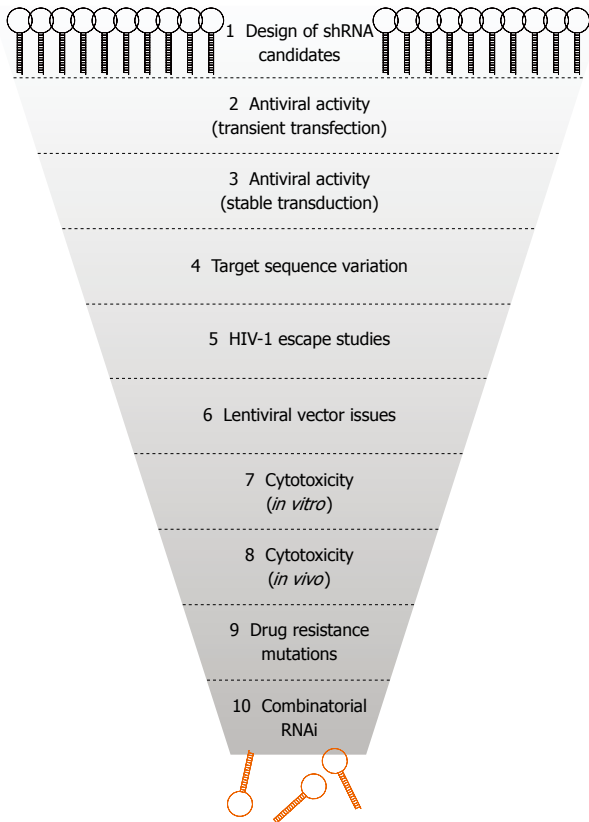 1 Design of shRNA
candidates
2 Antiviral activity
(transient transfection)
3 Antiviral activity
(stable transduction)
4 Target sequence variation
5 HIV-1 escape studies
6 Lentiviral vector issues
7 Cytotoxicity
(in vitro)
8 Cytotoxicity
(in vivo)
9 Drug resistance
mutations
10 Combinatorial
RNAi